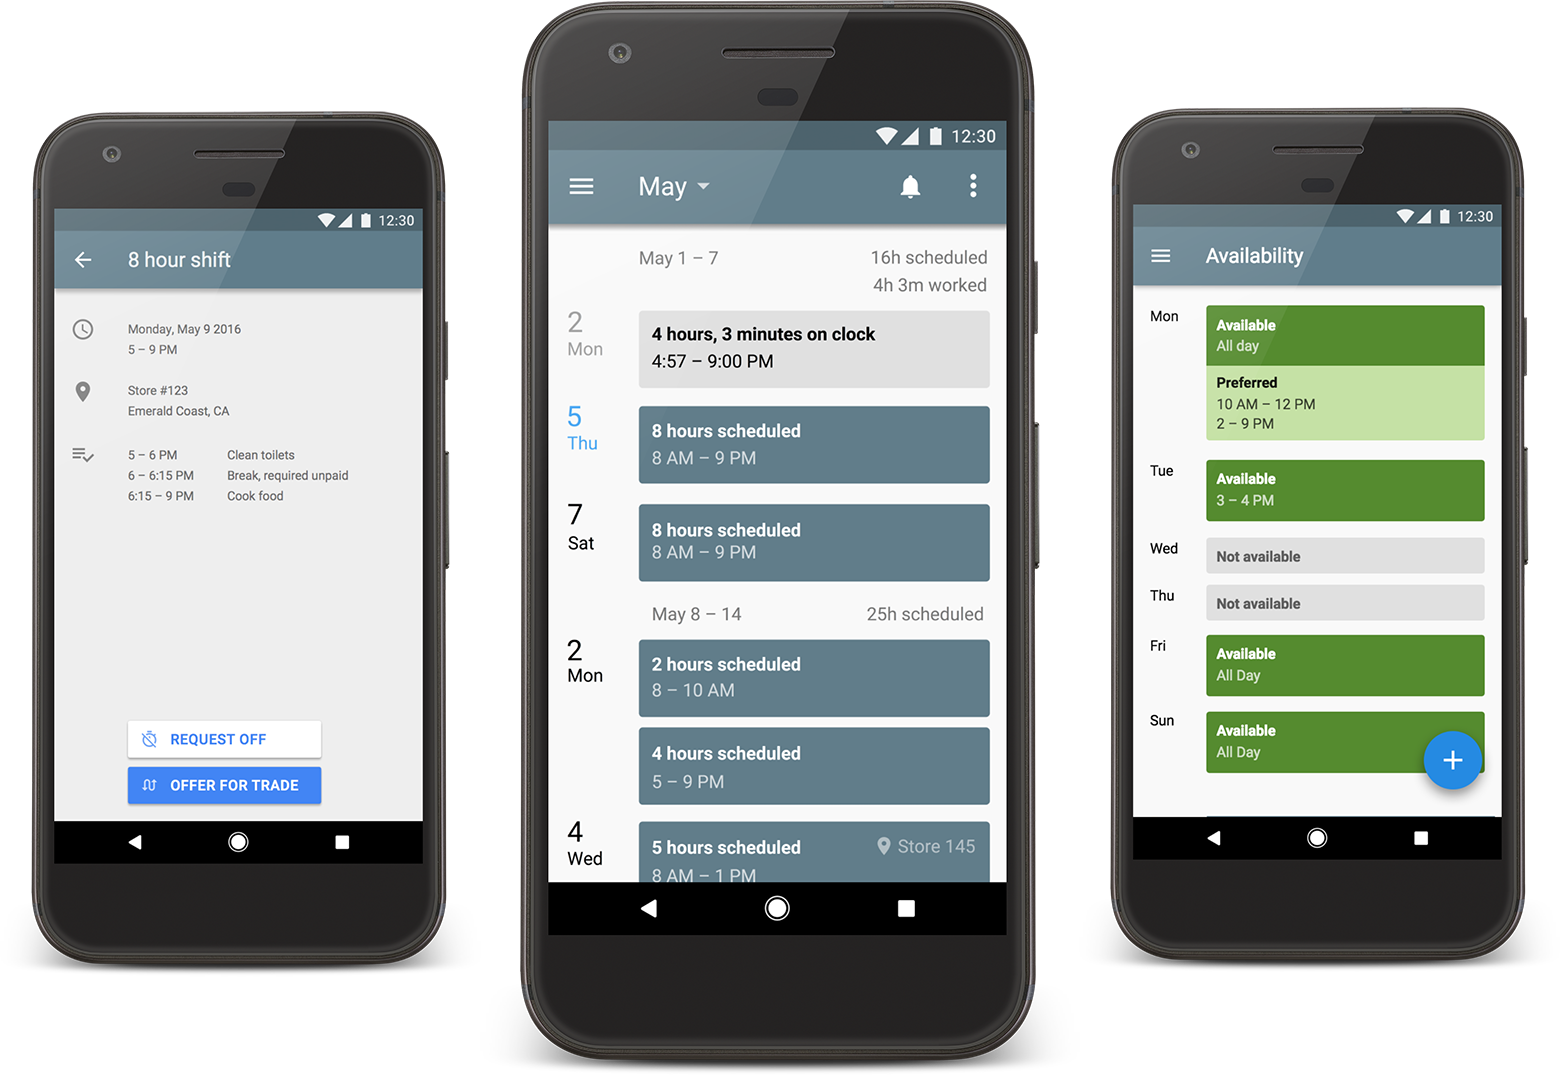 12:30
8 hour shift
Monday, May 9 2016
5 – 9 PM
Store #123
Emerald Coast, CA
5 – 6 PM Clean toilets
6 – 6:15 PM Break, required unpaid
6:15 – 9 PM Cook food
REQUEST OFF
OFFER FOR TRADE
12:30
May
May 1 – 7 16h scheduled
4h 3m worked
2 Mon
4 hours, 3 minutes on clock
4:57 – 9:00 PM
5 Thu
8 hours scheduled
8 AM – 9 PM
7 Sat
8 hours scheduled
8 AM – 9 PM
May 8 – 14 25h scheduled
2 Mon
2 hours scheduled
8 – 10 AM
4 hours scheduled
5 – 9 PM
4 Wed
5 hours scheduled Store 145
8 AM – 1 PM
12:30
Availability
Mon
Available
All day
Preferred
10 AM – 12 PM
2 – 9 PM
Tue
Available
3 – 4 PM
Wed
Not available
Thu
Not available
Fri
Available
All Day
Sun
Available
All Day